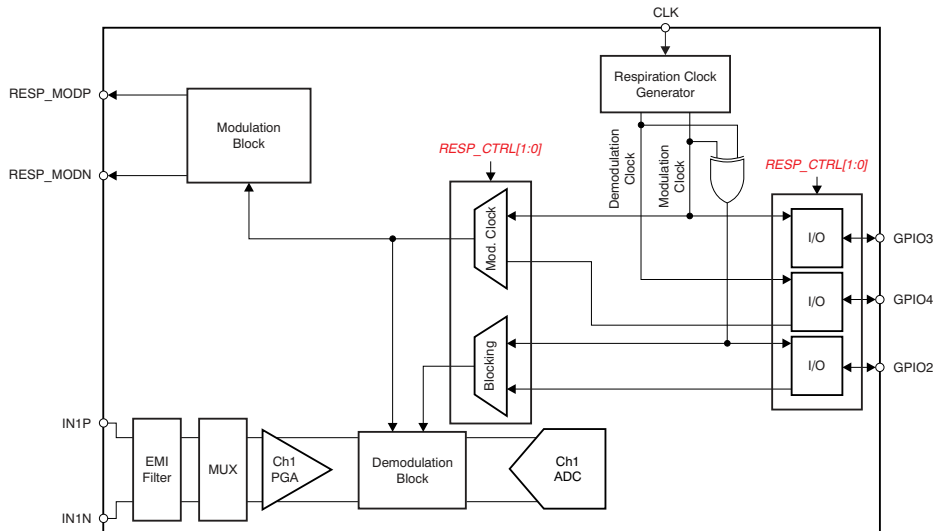 CLK
RESP_MODP
Modulation
Block
Respiration Clock
Generator
RESP_MODN
RESP_CTRL[1:0]
Demodulation
Clock
Modulation
Clock
RESP_CTRL[1:0]
Mod. Clock
I/O
GPIO3
I/O
GPIO4
Blocking
I/O
GPIO2
IN1P
EMI
Filter
MUX
Ch1
PGA
Demodulation
Block
Ch1
ADC
IN1N